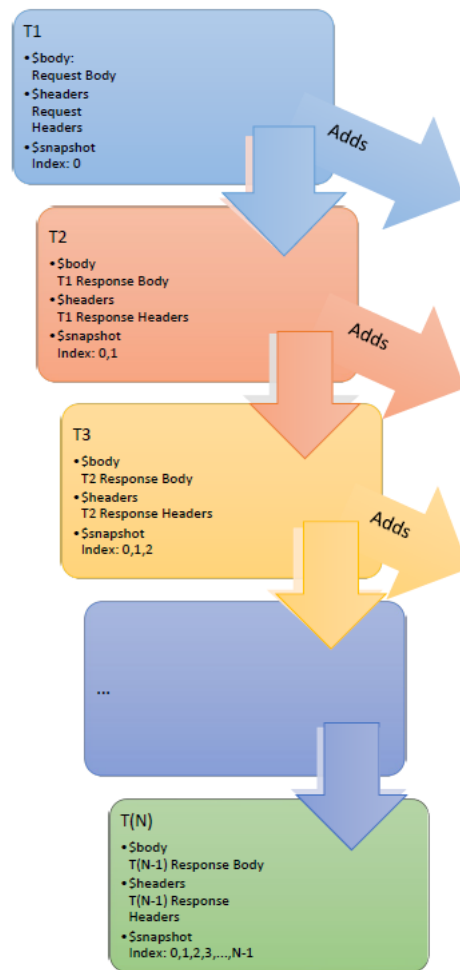 T1
•$body:
Request Body
•$headers
Request
Headers
•$snapshot
Index: 0
Adds
T2
•$body
T1 Response Body
•$headers
T1 Response Headers
•$snapshot
Index: 0,1
Adds
T3
•$body
T2 Response Body
•$headers
T2 Response Headers
•$snapshot
Index: 0,1,2
Adds
...
T(N)
•$body
T(N-1) Response Body
•$headers
T(N-1) Response
Headers
•$snapshot
Index: 0,1,2,3,...,N-1